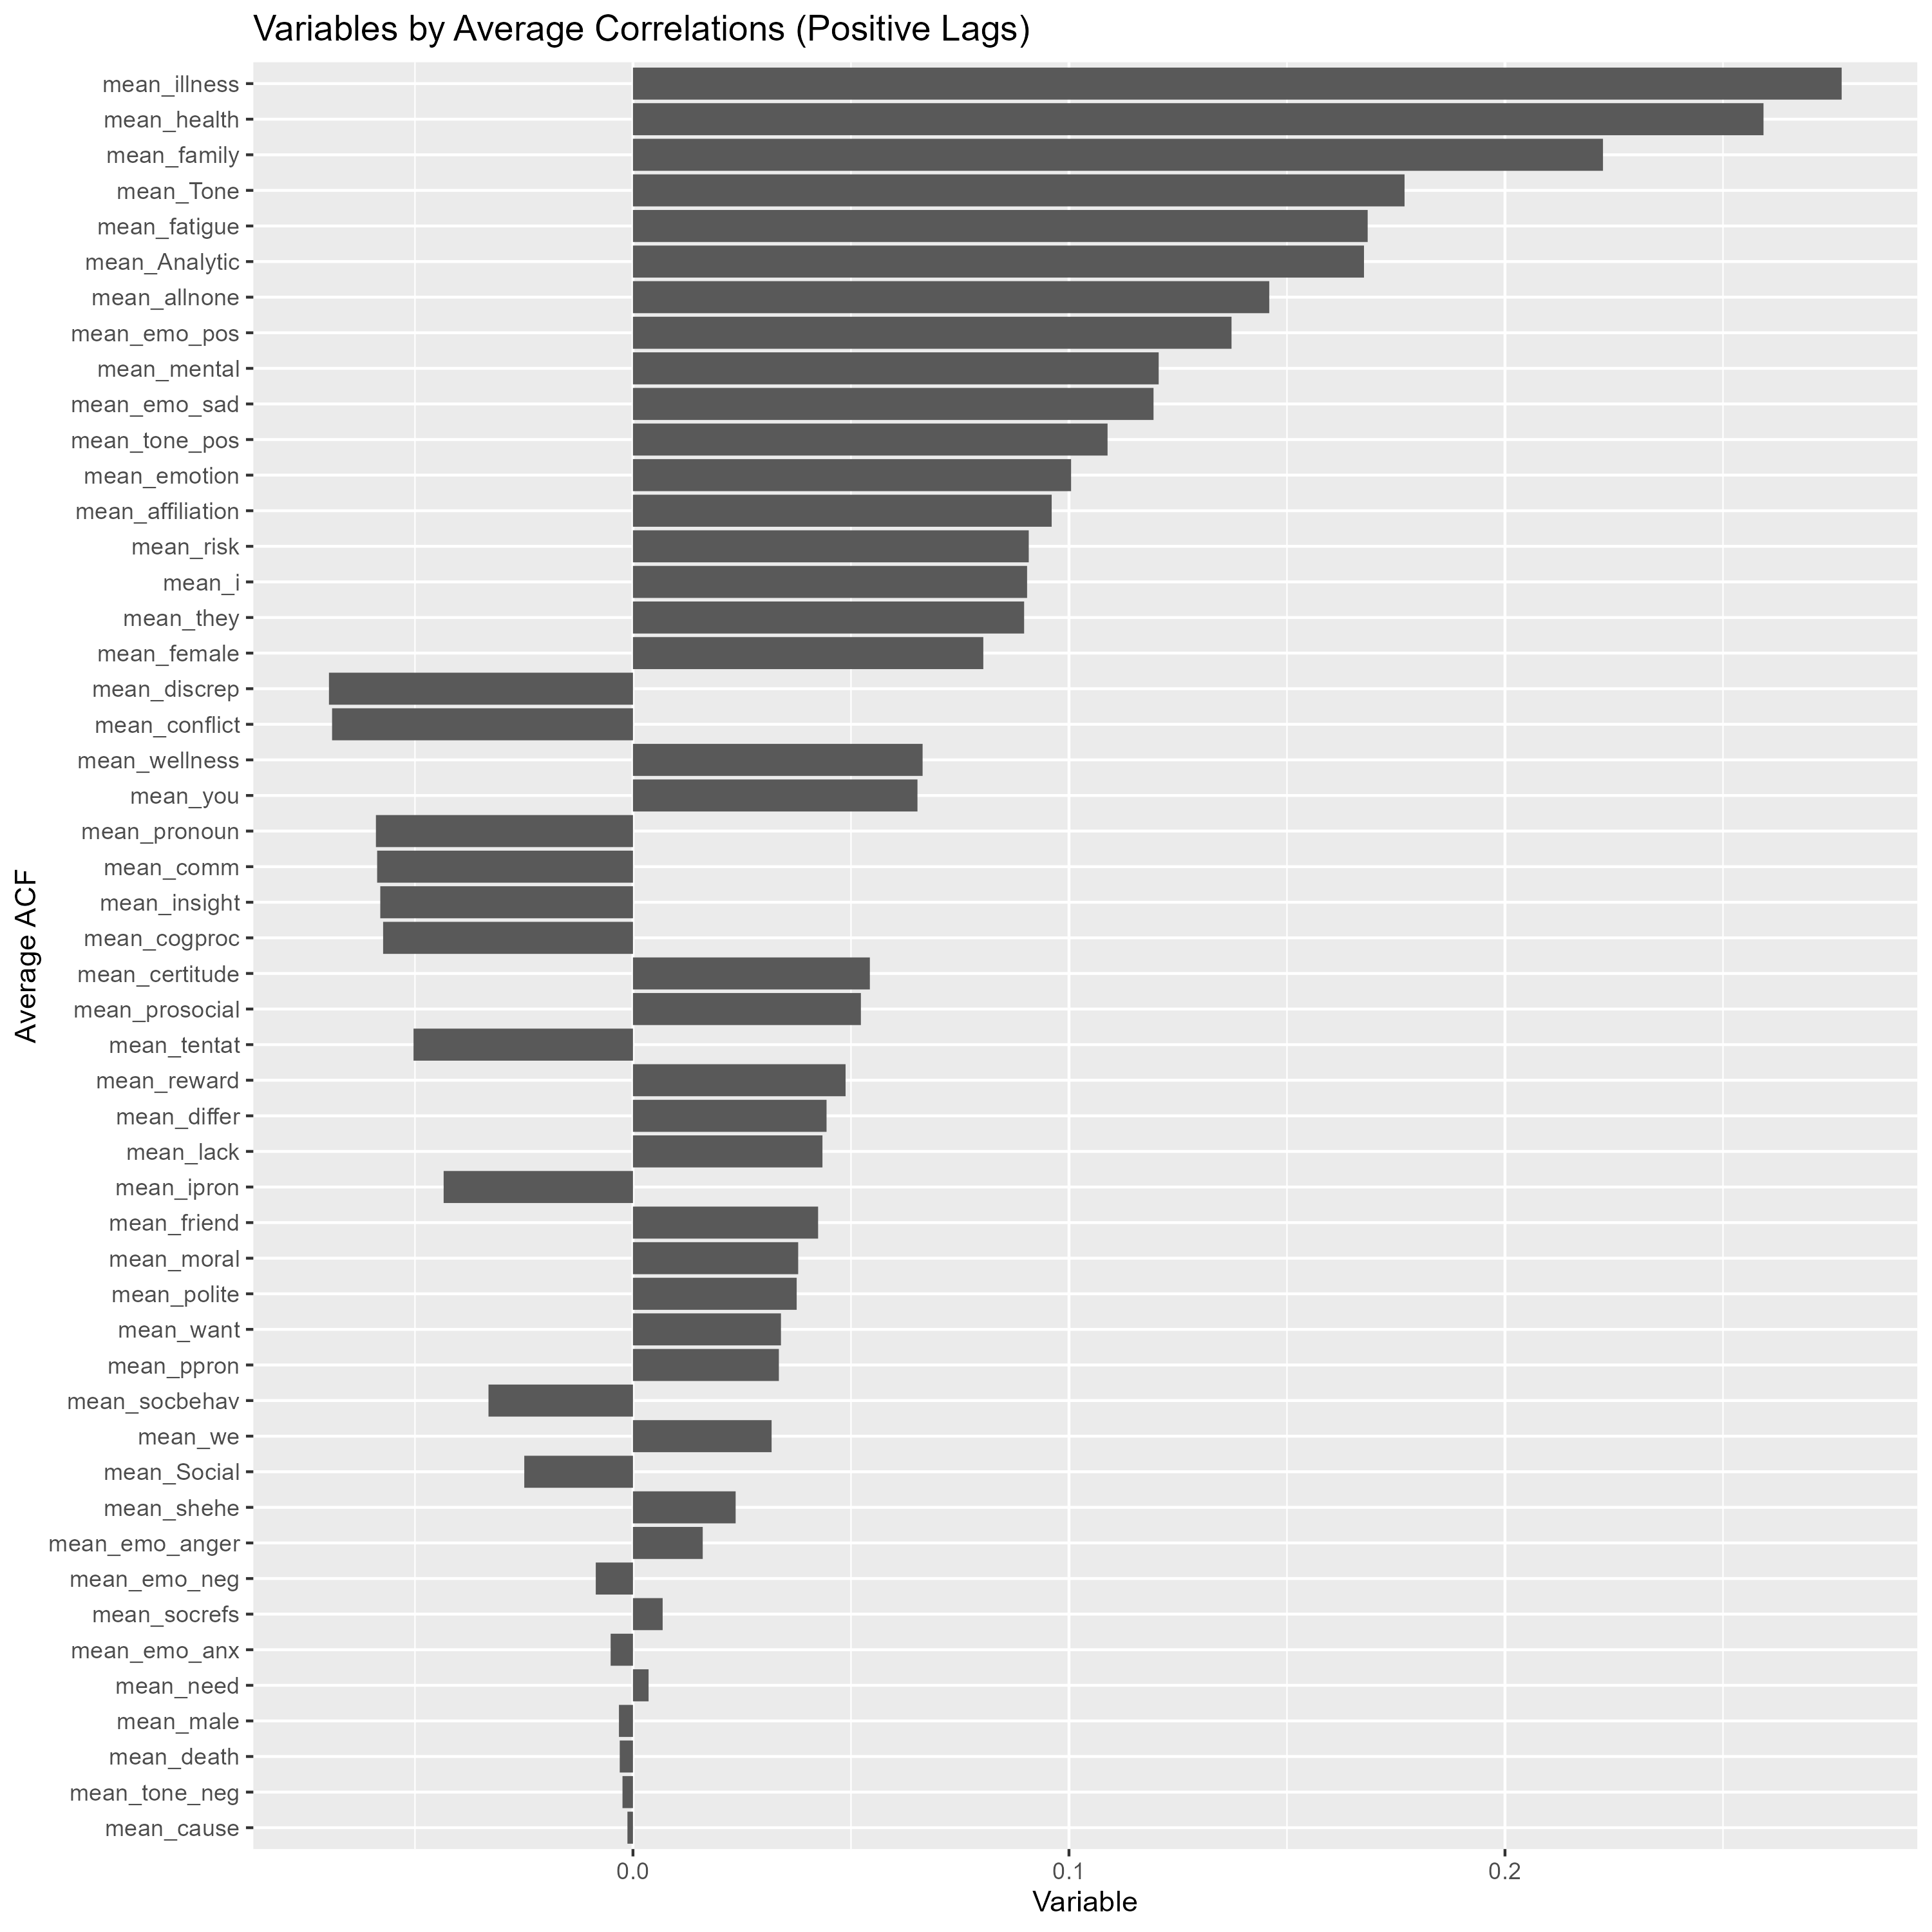 Variables by Average Correlations (Positive Lags)
mean_illness
mean_health
mean_family
mean_Tone
mean_fatigue
mean_Analytic
mean_allnone
mean_emo_pos
mean_mental
mean_emo_sad
mean_tone_pos
mean_emotion
mean_affiliation
mean_risk
mean_i
mean_they
mean_female
mean_discrep
mean_conflict
mean_wellness
mean_you
mean_pronoun
mean_comm
mean_insight
mean_cogproc
mean_certitude
mean_prosocial
mean_tentat
mean_reward
mean_differ
mean_lack
mean_ipron
mean_friend
mean_moral
mean_polite
mean_want
mean_ppron
mean_socbehav
mean_we
mean_Social
mean_shehe
mean_emo_anger
mean_emo_neg
mean_socrefs
mean_emo_anx
mean_need
mean_male
mean_death
mean_tone_neg
mean_cause
Average ACF
0.0 0.1 0.2
Variable